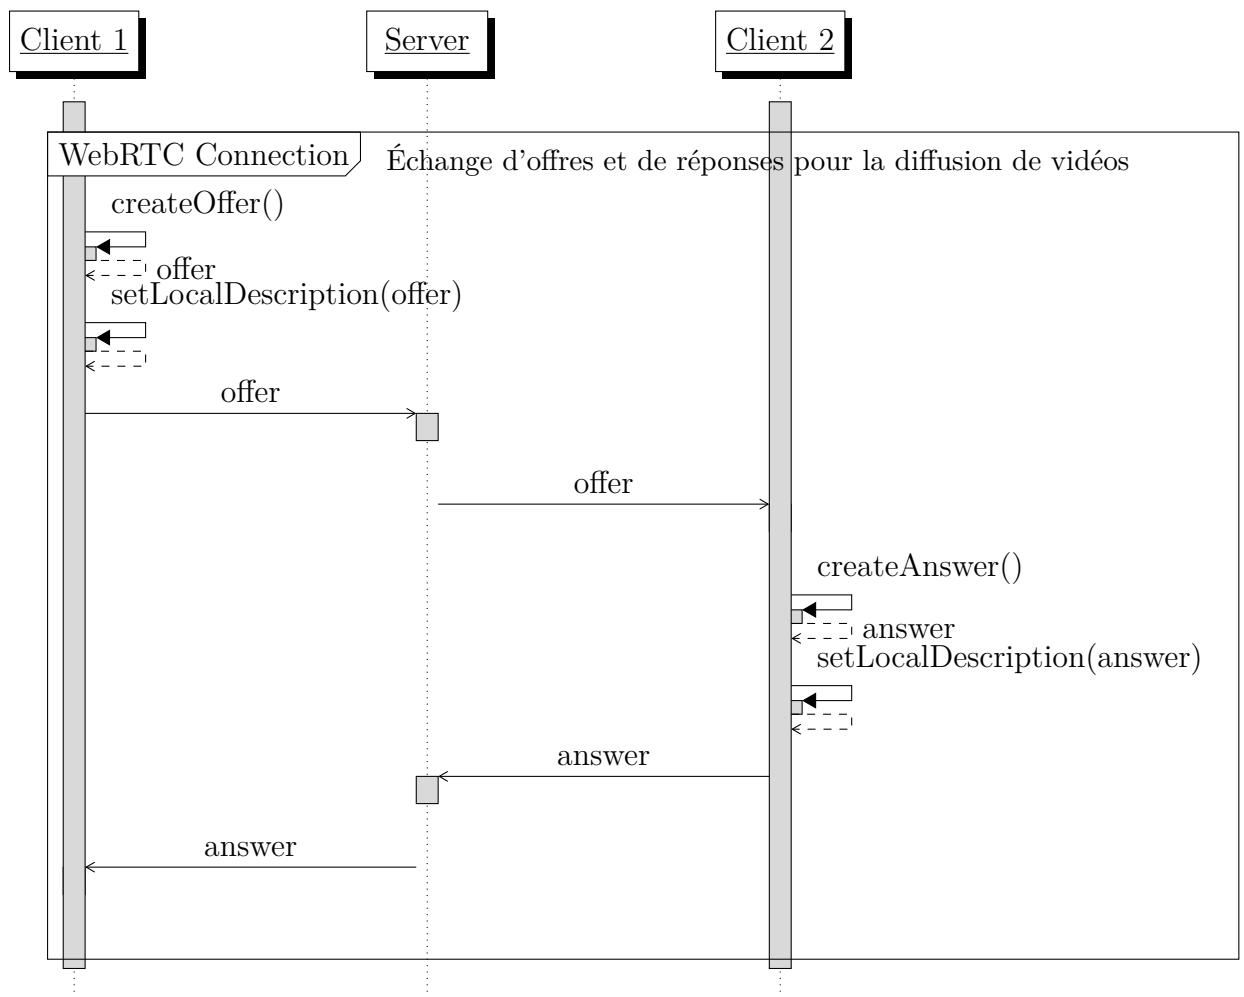 Client 1
Server
Client 2
WebRTC Connection
Échange d'offres et de réponses pour la diffusion de vidéos
createOffer()
offer
setLocalDescription(offer)
offer
offer
createAnswer()
answer
setLocalDescription(answer)
answer
answer